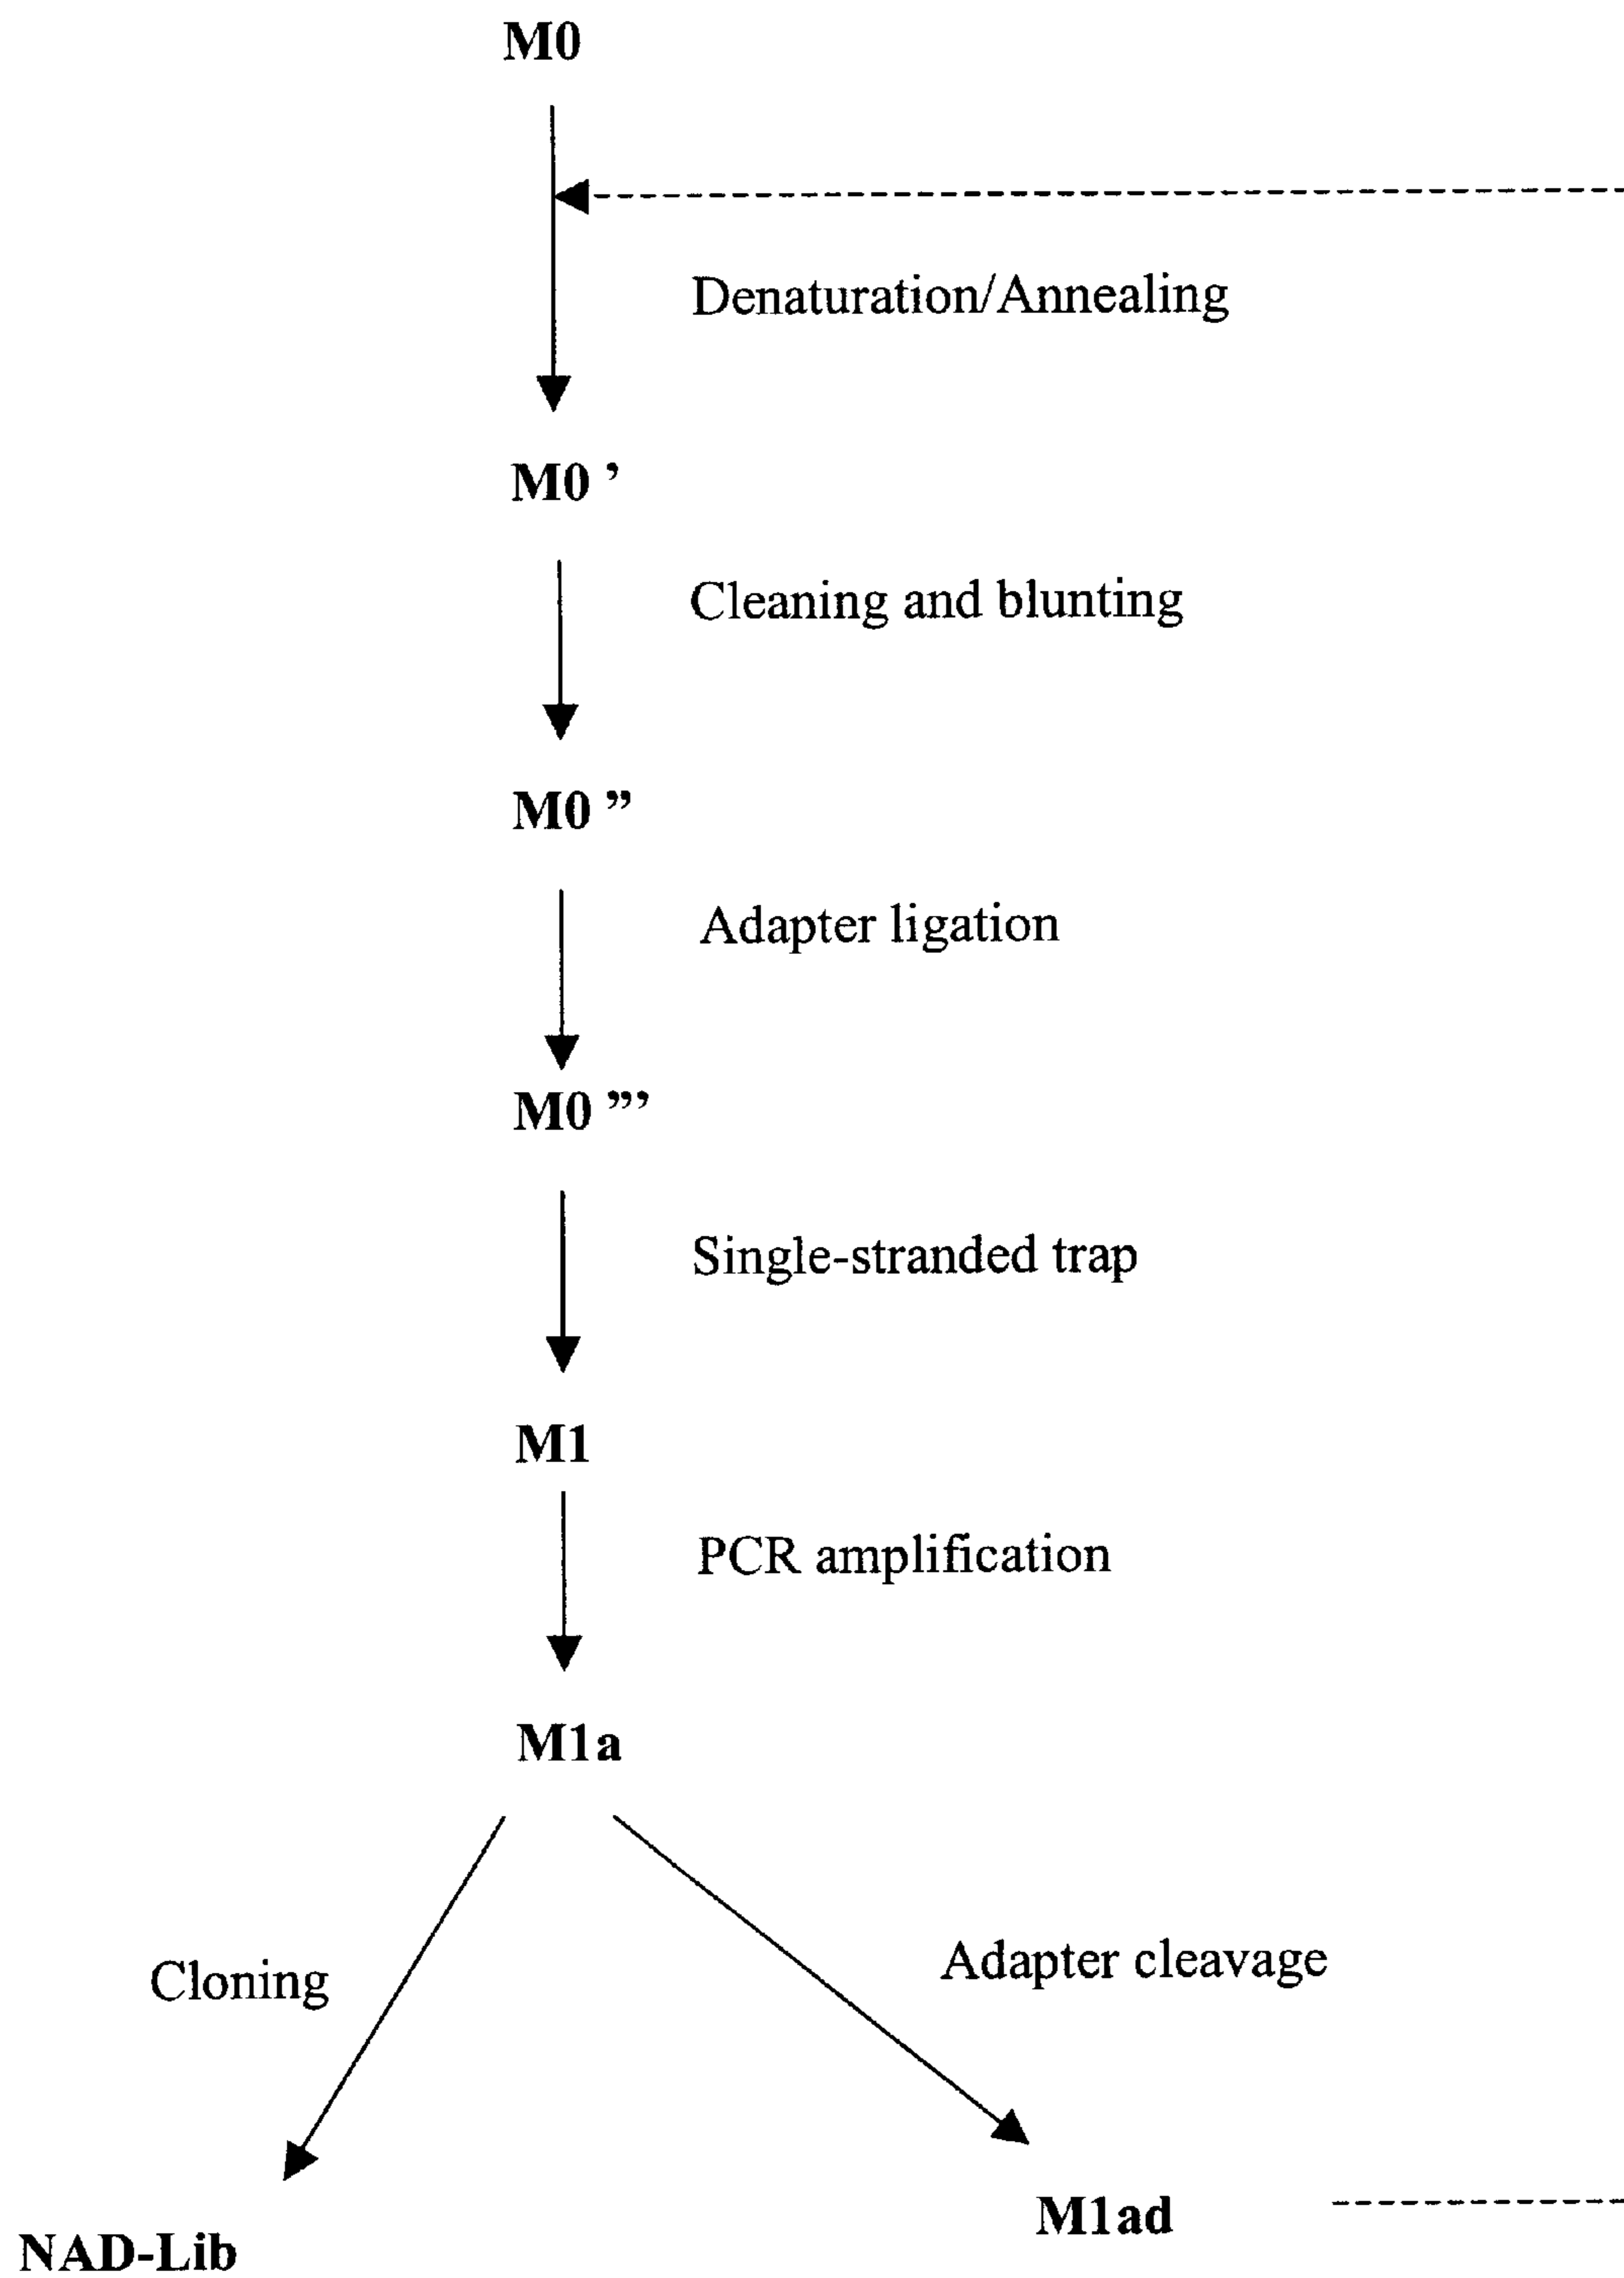 M0
Denaturation/Annealing
M0 ’
Cleaning and blunting
M0 ”
Adapter ligation
M0 ”’
Single-stranded trap
M1
PCR amplification
M1a
Cloning
Adapter cleavage
M1ad
NAD-Lib